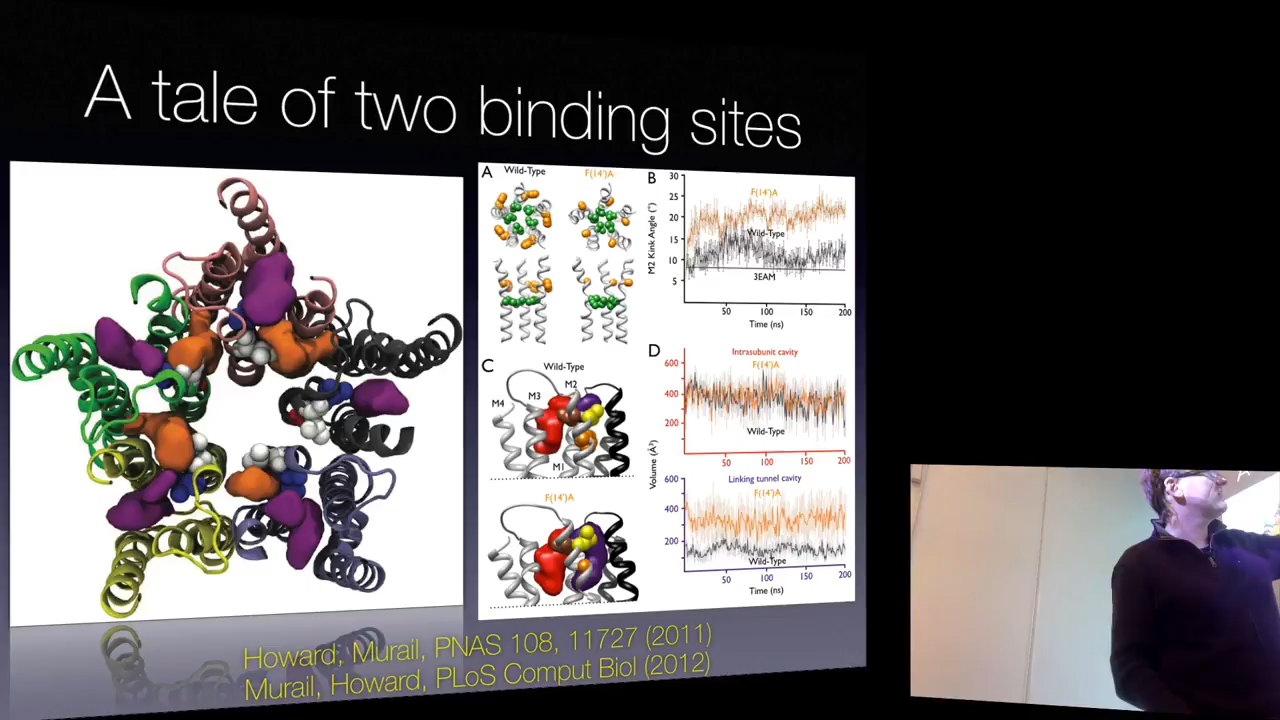 A tale of two binding sites
A
Wild-Type
F(14')A
B
M2 Kink Angle (°)
30
25
20
15
10
5
F(14')A
Wild-Type
3EAM
50
100
150
200
Time (ns)
C
Wild-Type
M4
M3
M2
M1
F(14')A
D
Volume (Å³)
Intrasubunit cavity
600
400
200
F(14')A
Wild-Type
50
100
150
200
Linking tunnel cavity
600
400
200
F(14')A
Wild-Type
50
100
150
200
Time (ns)
Howard, Murail, PNAS 108, 11727 (2011)
Murail, Howard, PLoS Comput Biol (2012)